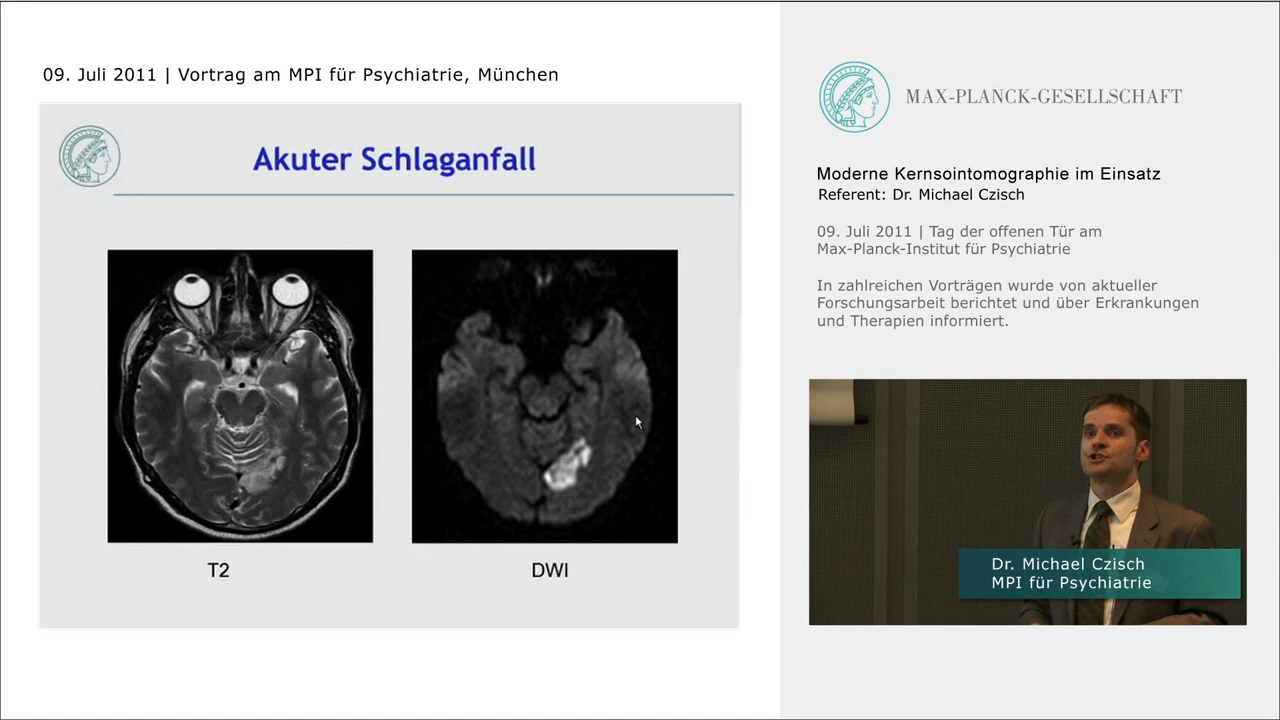 09. Juli 2011 | Vortrag am MPI für Psychiatrie, München
Akuter Schlaganfall
T2
DWI
MAX-PLANCK-GESELLSCHAFT
Moderne Kernsointomographie im Einsatz
Referent: Dr. Michael Czisch
09. Juli 2011 | Tag der offenen Tür am
Max-Planck-Institut für Psychiatrie
In zahlreichen Vorträgen wurde von aktueller
Forschungsarbeit berichtet und über Erkrankungen
und Therapien informiert.
Dr. Michael Czisch
MPI für Psychiatrie